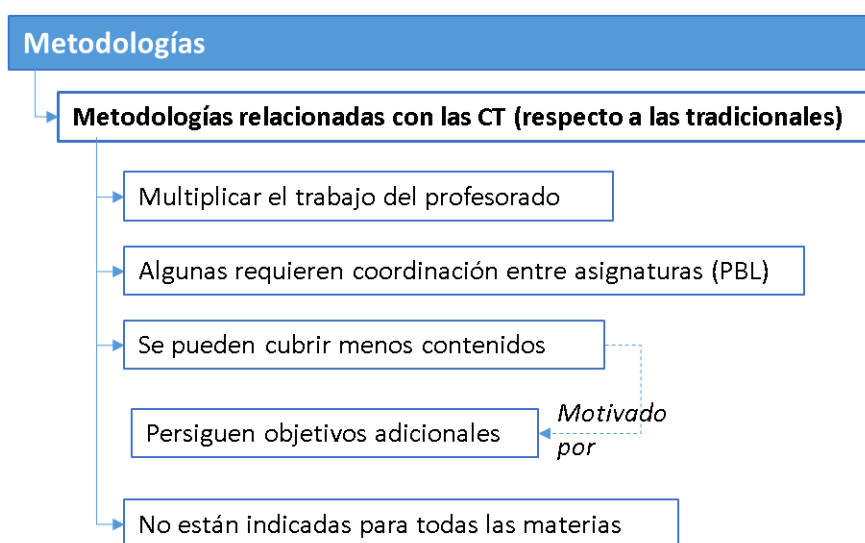 Metodologías
Metodologías relacionadas con las CT (respecto a las tradicionales)
Multiplicar el trabajo del profesorado
Algunas requieren coordinación entre asignaturas (PBL)
Se pueden cubrir menos contenidos
Persiguen objetivos adicionales
Motivado
por
No están indicadas para todas las materias